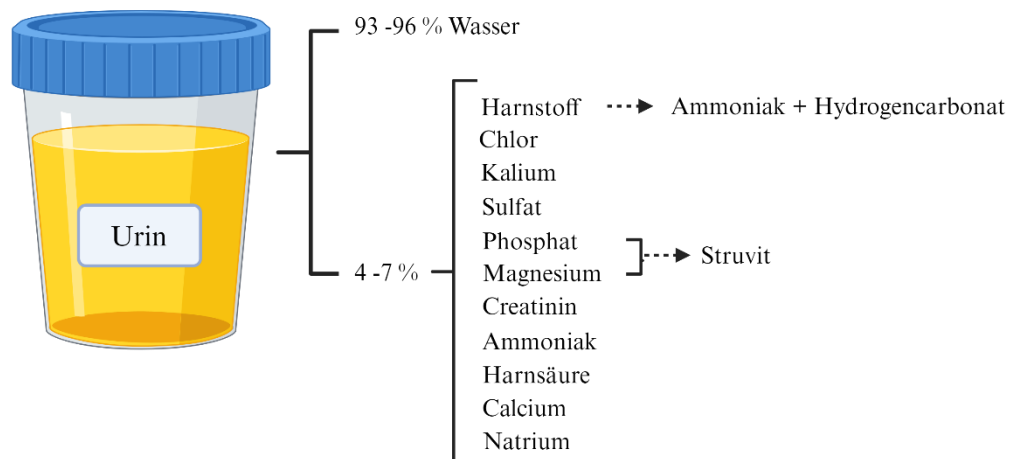 93 -96 % Wasser
Harnstoff
Ammoniak + Hydrogencarbonat
Chlor
Kalium
Sulfat
Urin
Phosphat
Struvit
4 -7 %
Magnesium
Creatinin
Ammoniak
Harnsäure
Calcium
Natrium